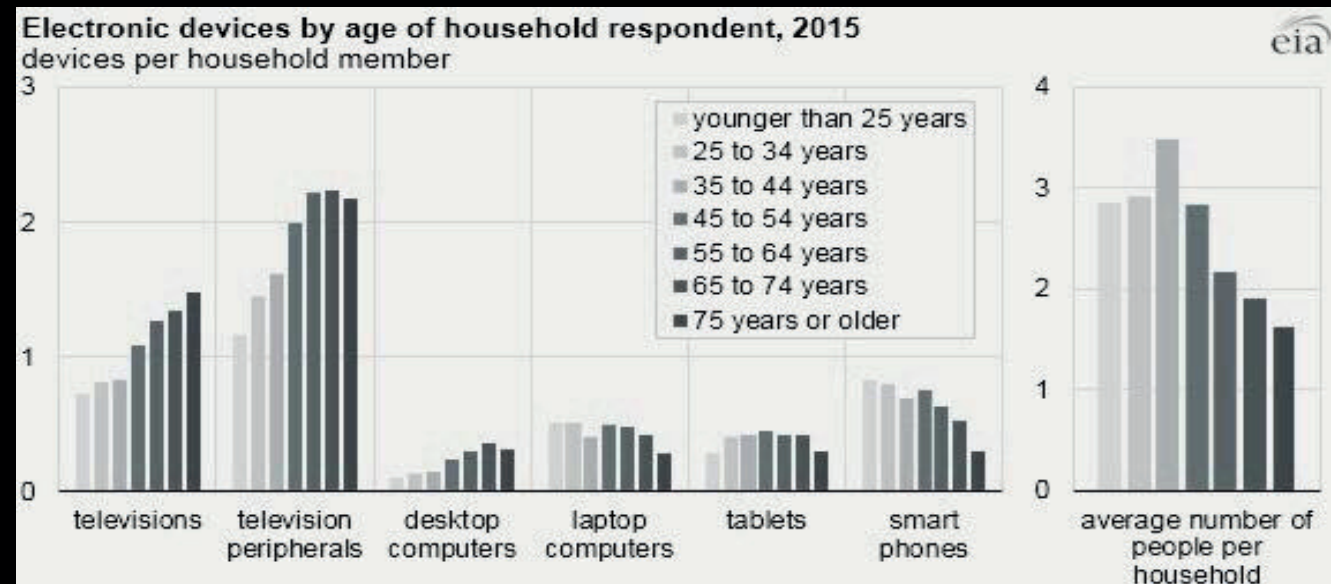 Electronic devices by age of household respondent, 2015
devices per household member
eia
3
2
1
0
younger than 25 years
25 to 34 years
35 to 44 years
45 to 54 years
55 to 64 years
65 to 74 years
75 years or older
televisions
television
peripherals
desktop
computers
laptop
computers
tablets
smart
phones
4
3
2
1
0
average number of
people per
household